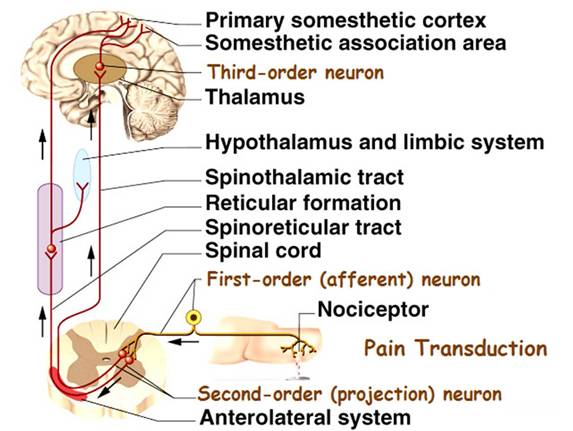 Primary somesthetic cortex
Somesthetic association area
Third-order neuron
Thalamus
Hypothalamus and limbic system
Spinothalamic tract
Reticular formation
Spinoreticular tract
Spinal cord
First-order (afferent) neuron
Nociceptor
Pain Transduction
Second-order (projection) neuron
Anterolateral system